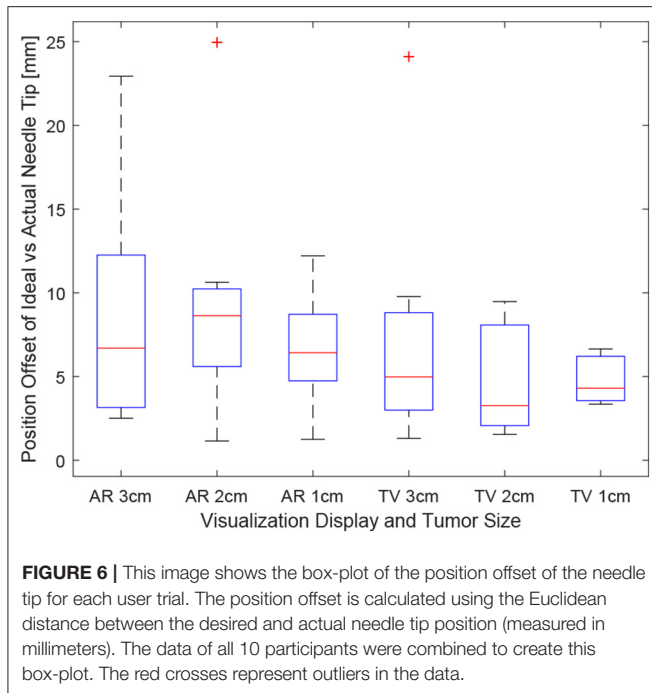 Position Offset of Ideal vs Actual Needle Tip [mm]
25
20
15
10
5
0
AR 3cm AR 2cm AR 1cm TV 3cm TV 2cm TV 1cm
Visualization Display and Tumor Size
FIGURE 6 | This image shows the box-plot of the position offset of the needle
tip for each user trial. The position offset is calculated using the Euclidean
distance between the desired and actual needle tip position (measured in
millimeters). The data of all 10 participants were combined to create this
box-plot. The red crosses represent outliers in the data.